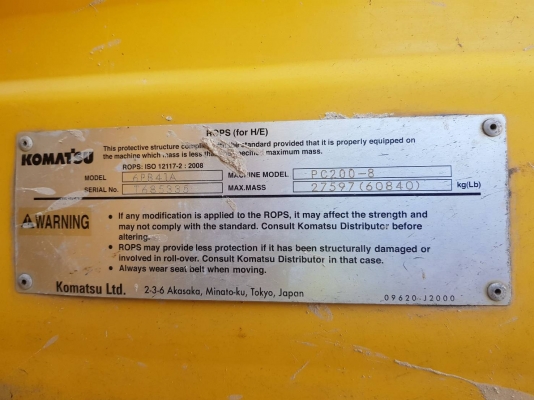 ROPS (for H/E)
KOMATSU
This protective structure complies the standard provided that it is properly equipped on
the machine which mass is less than specified maximum mass.
ROPS: ISO 12117-2 : 2008
MODEL MACHINE MODEL PC200-8
SERIAL No. MAX.MASS 27597(60840) kg(Lb)
WARNING
• If any modification is applied to the ROPS, it may affect the strength and
may not comply with the standard. Consult Komatsu Distributor before
altering.
• ROPS may provide less protection if it has been structurally damaged or
involved in roll-over. Consult Komatsu Distributor in that case.
• Always wear seat belt when moving.
Komatsu Ltd. 2-3-6 Akasaka, Minato-ku, Tokyo, Japan
09620-J2000